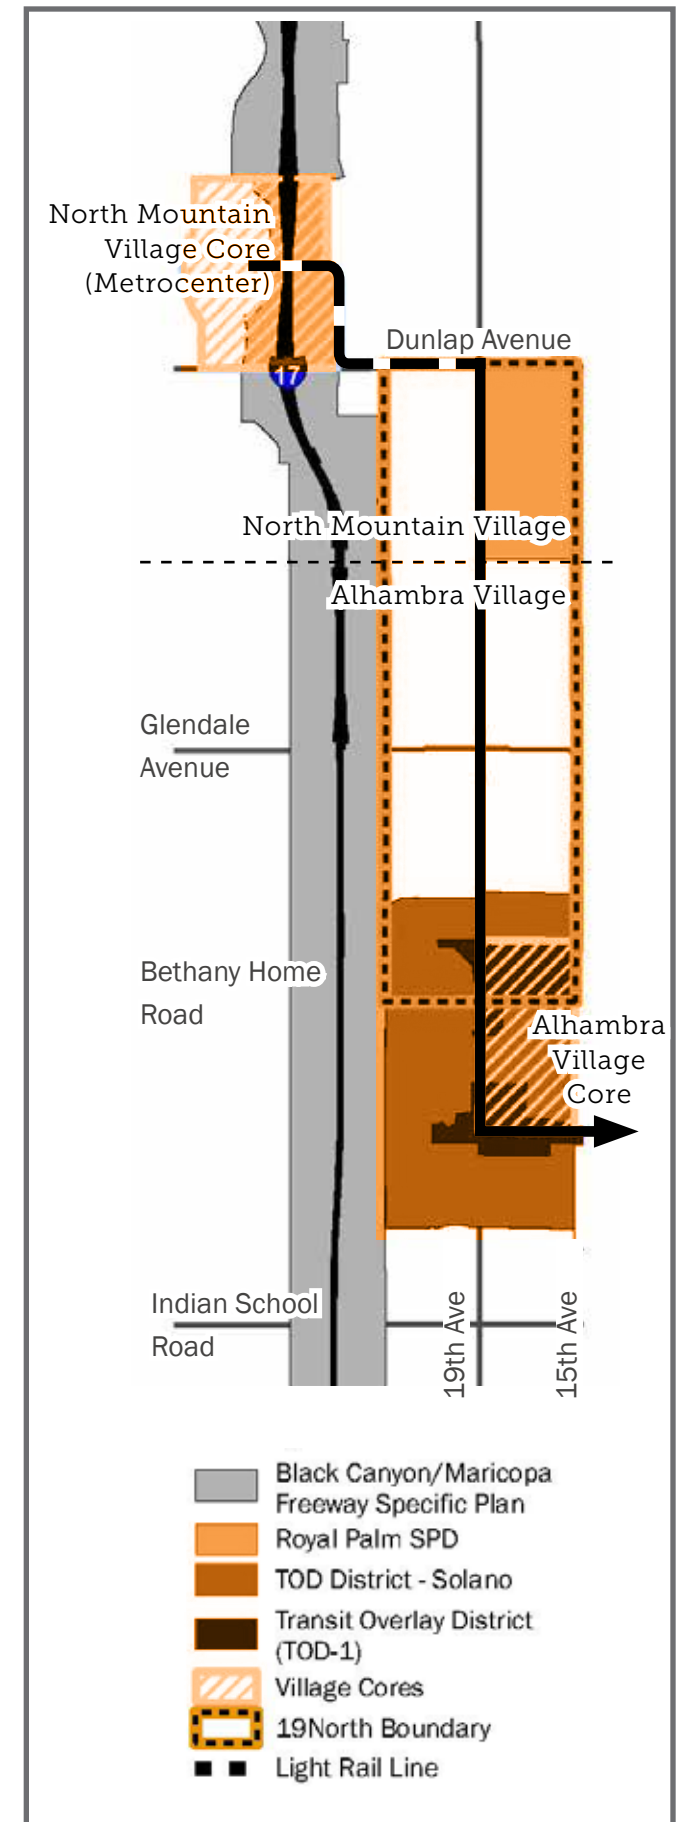 North Mountain
Village Core
(Metrocenter)
Dunlap Avenue
17
North Mountain Village
Alhambra Village
Glendale
Avenue
Bethany Home
Road
Alhambra
Village
Core
Indian School
Road
19th Ave
15th Ave
Black Canyon/Maricopa
Freeway Specific Plan
Royal Palm SPD
TOD District - Solano
Transit Overlay District
(TOD-1)
Village Cores
19North Boundary
Light Rail Line